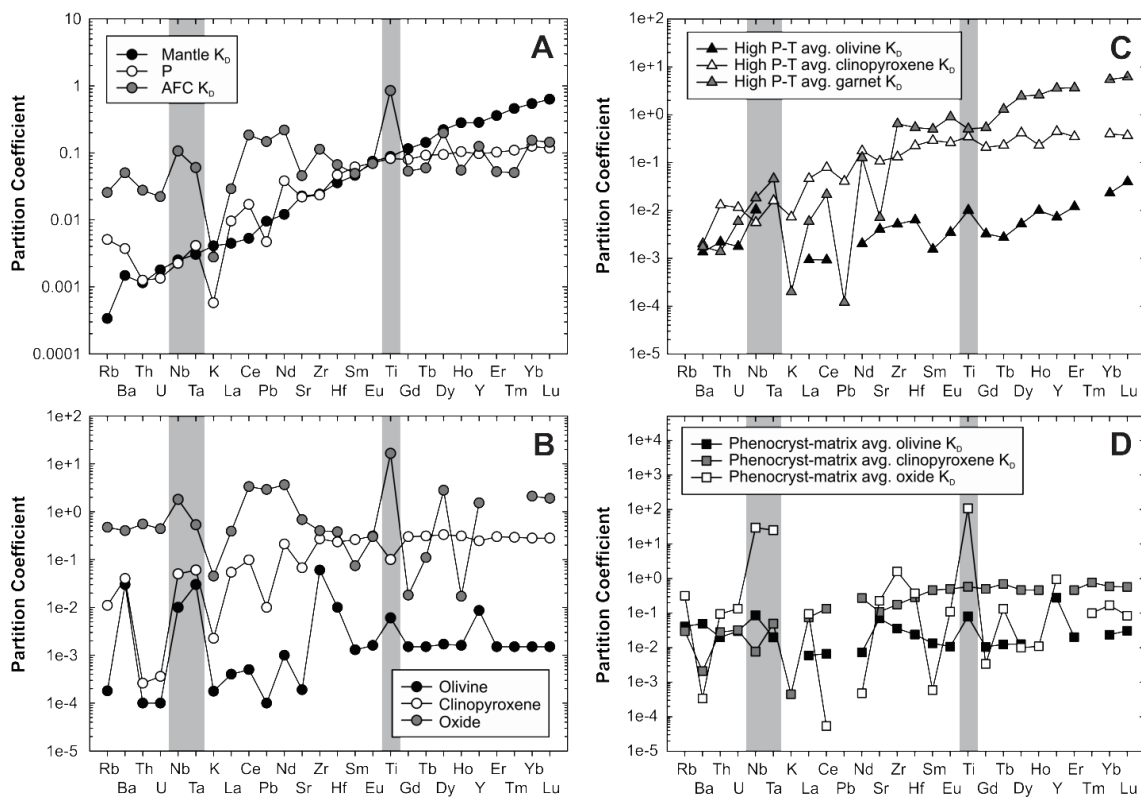 A
Mantle KD
P
AFC KD
Partition Coefficient
10
1
0.1
0.01
0.001
0.0001
Rb Th Nb K Ce Nd Zr Sm Ti Tb Ho Er Yb
Ba U Ta La Pb Sr Hf Eu Gd Dy Y Tm Lu
C
High P-T avg. olivine KD
High P-T avg. clinopyroxene KD
High P-T avg. garnet KD
Partition Coefficient
1e+2
1e+1
1e+0
1e-1
1e-2
1e-3
1e-4
1e-5
Rb Th Nb K Ce Nd Zr Sm Ti Tb Ho Er Yb
Ba U Ta La Pb Sr Hf Eu Gd Dy Y Tm Lu
B
Partition Coefficient
1e+2
1e+1
1e+0
1e-1
1e-2
1e-3
1e-4
1e-5
Olivine
Clinopyroxene
Oxide
Rb Th Nb K Ce Nd Zr Sm Ti Tb Ho Er Yb
Ba U Ta La Pb Sr Hf Eu Gd Dy Y Tm Lu
D
Phenocryst-matrix avg. olivine KD
Phenocryst-matrix avg. clinopyroxene KD
Phenocryst-matrix avg. oxide KD
Partition Coefficient
1e+4
1e+3
1e+2
1e+1
1e+0
1e-1
1e-2
1e-3
1e-4
1e-5
Rb Th Nb K Ce Nd Zr Sm Ti Tb Ho Er Yb
Ba U Ta La Pb Sr Hf Eu Gd Dy Y Tm Lu